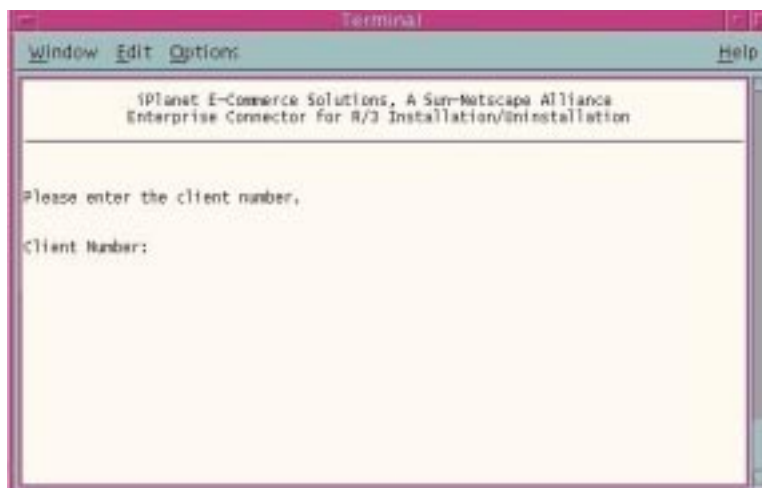 Terminal
Window Edit Options Help
iPlanet E-Commerce Solutions, A Sun-Netscape Alliance
Enterprise Connector for R/3 Installation/Uninstallation
Please enter the client number.
Client Number: